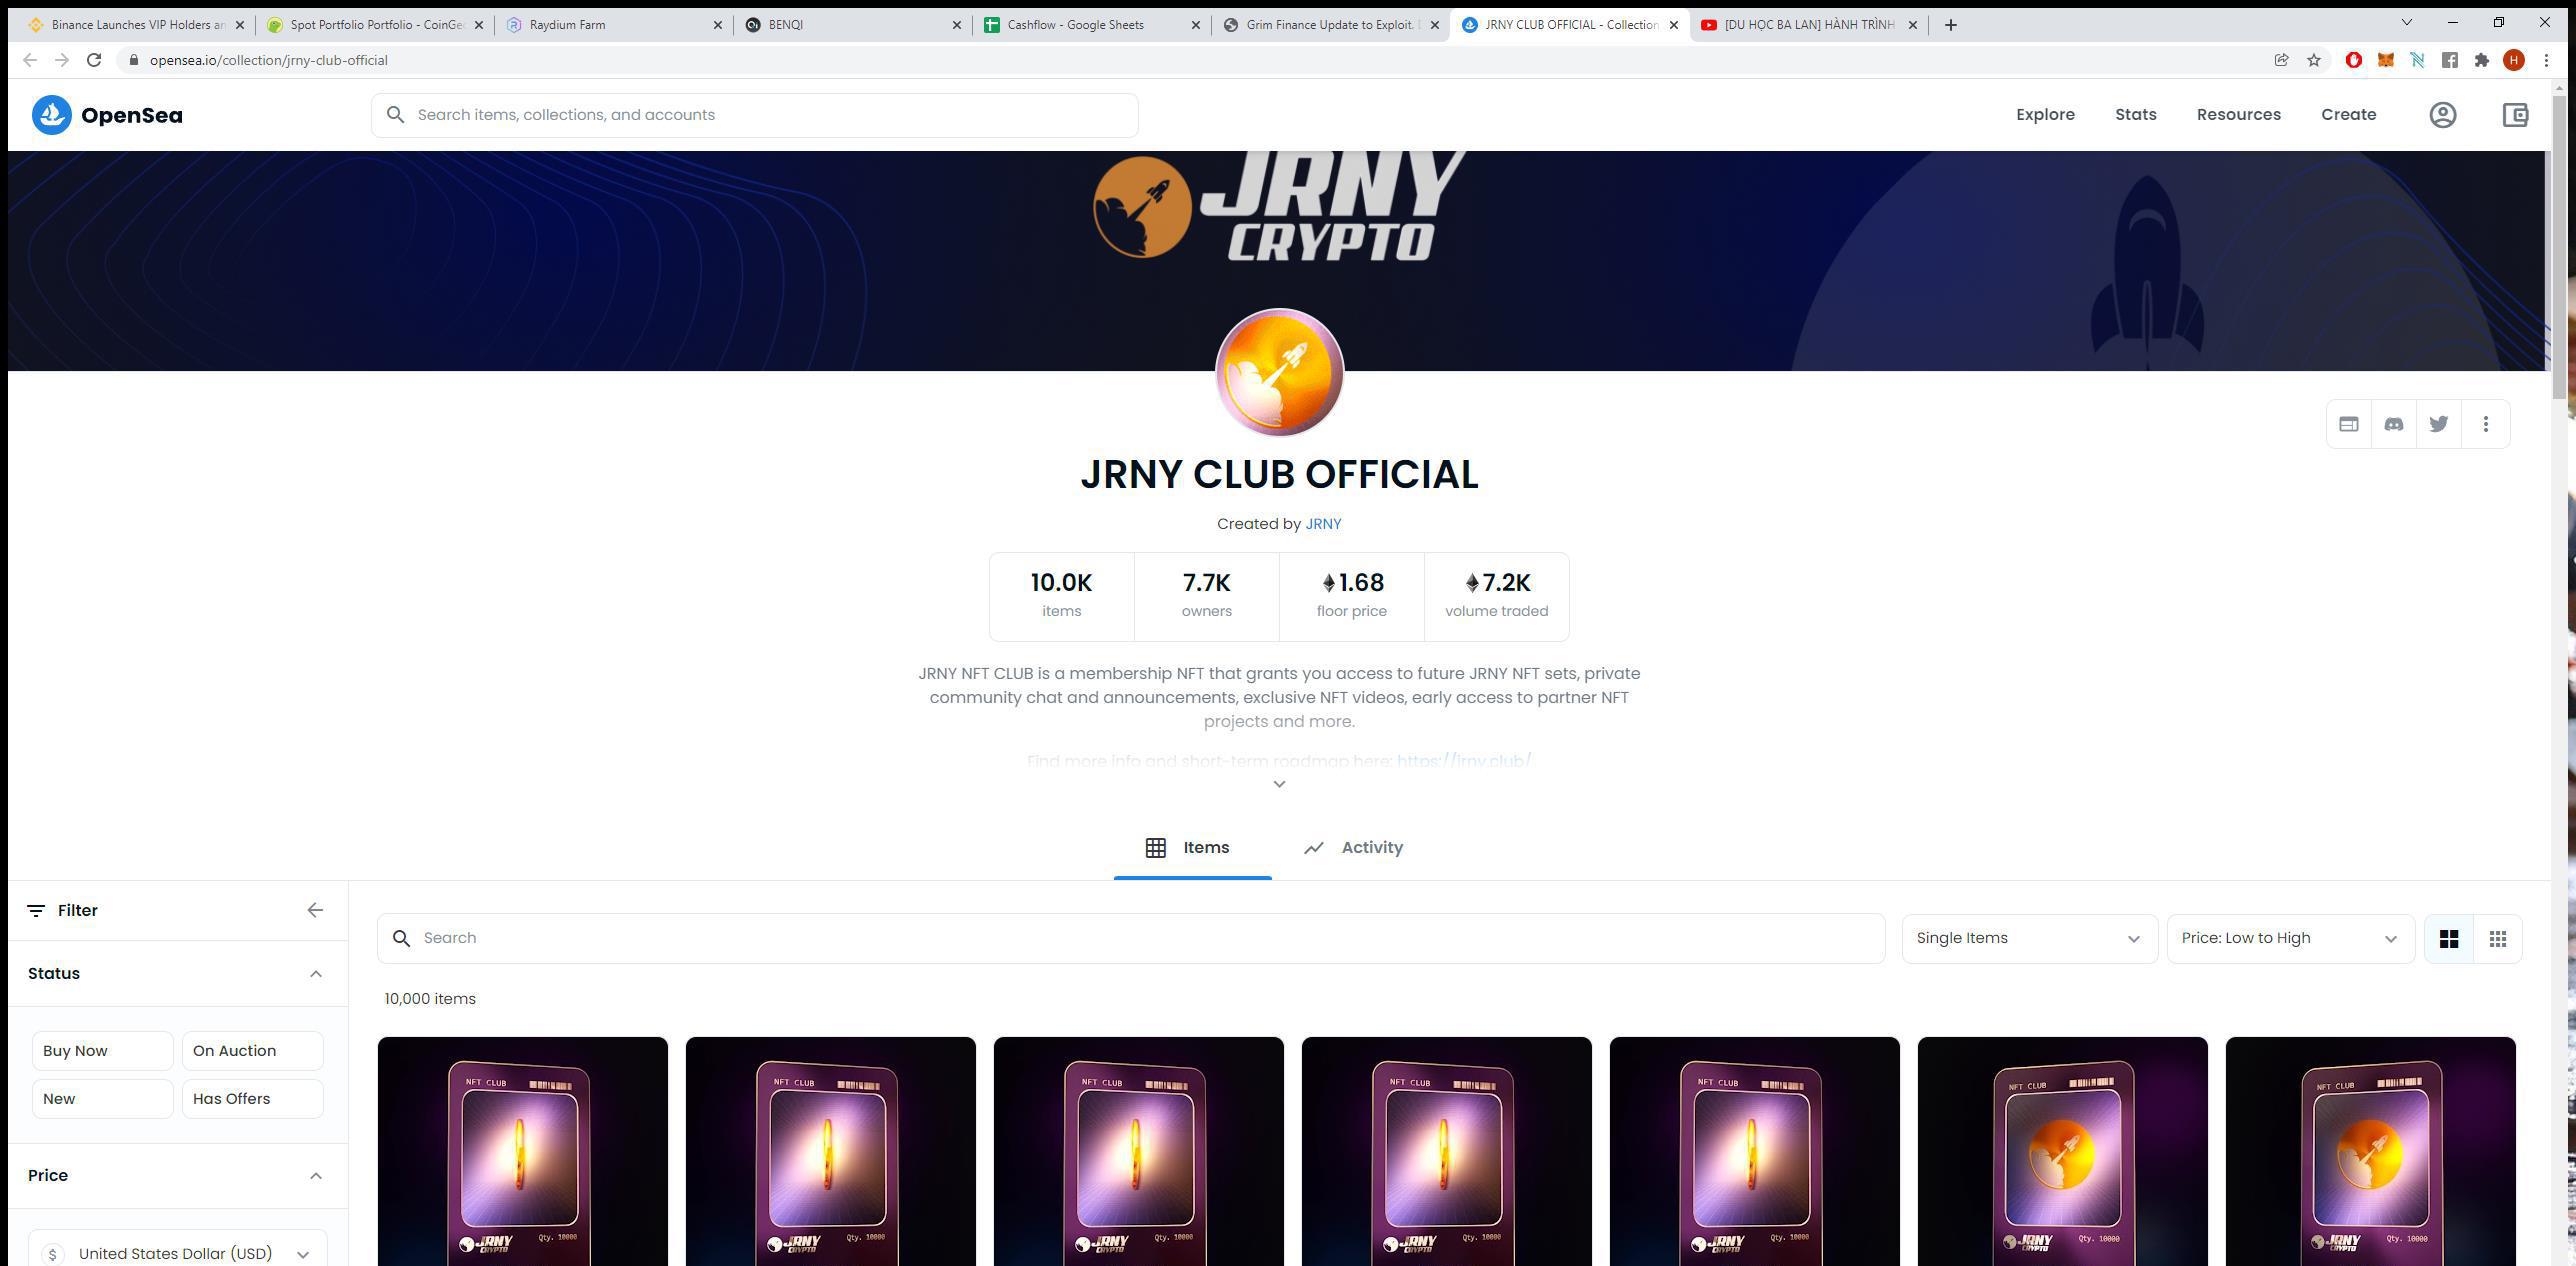 Binance Launches VIP Holders an
Spot Portfolio Portfolio - CoinGec
Raydium Farm
BENQI
Cashflow - Google Sheets
Grim Finance Update to Exploit.
JRNY CLUB OFFICIAL - Collection
[DU HỌC BA LAN] HÀNH TRÌNH
opensea.io/collection/jrny-club-official
H
OpenSea
Search items, collections, and accounts
Explore
Stats
Resources
Create
JRNY
CRYPTO
JRNY CLUB OFFICIAL
Created by JRNY
10.0K
items
7.7K
owners
1.68
floor price
7.2K
volume traded
JRNY NFT CLUB is a membership NFT that grants you access to future JRNY NFT sets, private
community chat and announcements, exclusive NFT videos, early access to partner NFT
projects and more.
Find more info and short-term roadmap here: https://jrny.club/
Items
Activity
Filter
Search
Single Items
Price: Low to High
Status
10,000 items
Buy Now
On Auction
New
Has Offers
Price
$ United States Dollar (USD)
NFT CLUB
JRNY
CRYPTO
Qty. 10000
NFT CLUB
JRNY
CRYPTO
Qty. 10000
NFT CLUB
JRNY
CRYPTO
Qty. 10000
NFT CLUB
JRNY
CRYPTO
Qty. 10000
NFT CLUB
JRNY
CRYPTO
Qty. 10000
NFT CLUB
JRNY
CRYPTO
Qty. 10000
NFT CLUB
JRNY
CRYPTO
Qty. 10000